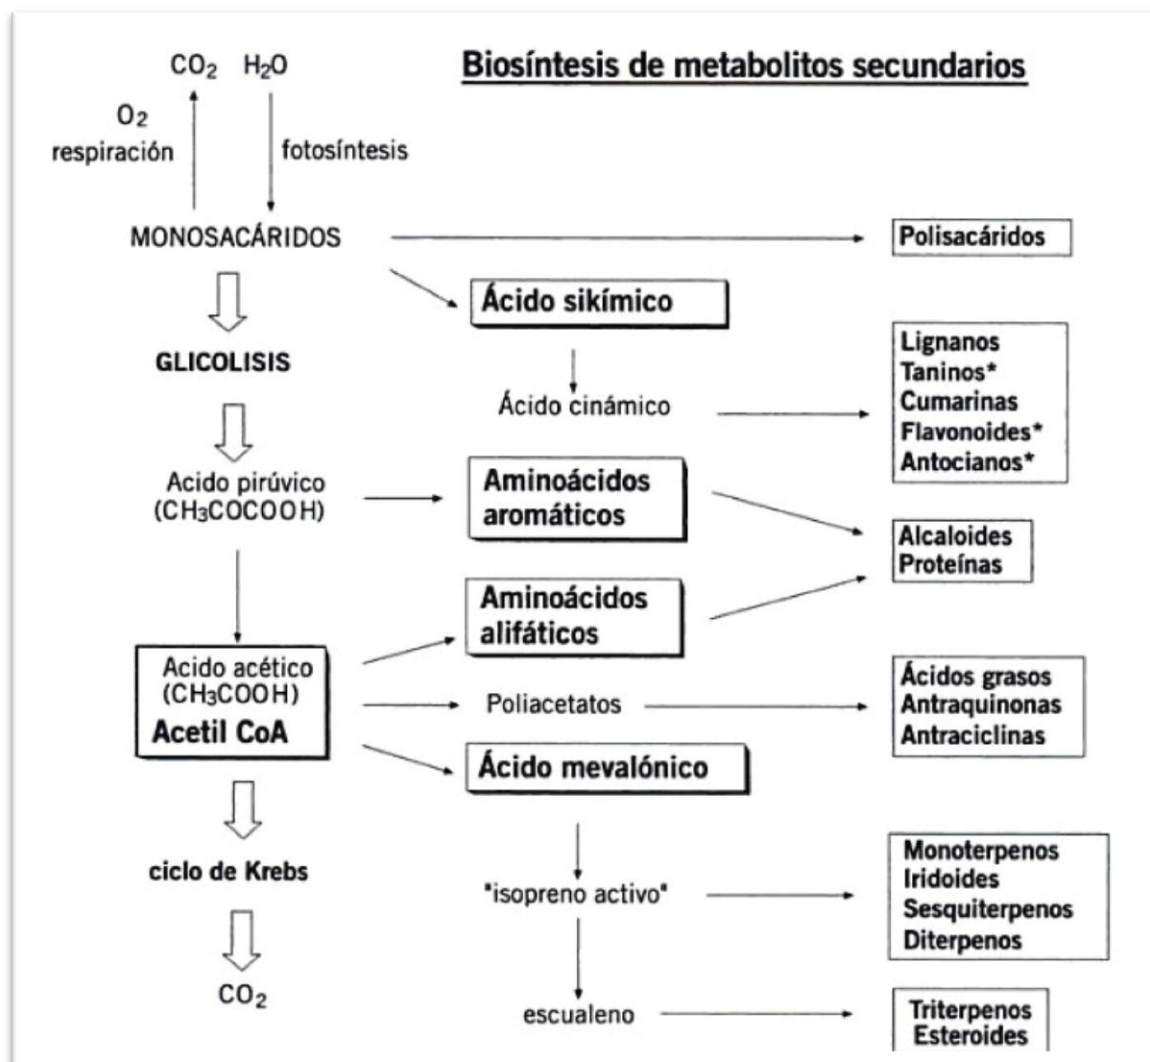 Biosíntesis de metabolitos secundarios
CO₂ H₂O
O₂
respiración
fotosíntesis
MONOSACÁRIDOS
Polisacáridos
Ácido sikímico
GLICOLISIS
Ácido cinámico
Lignanos
Taninos*
Cumarinas
Flavonoides*
Antocianos*
Acido pirúvico
(CH₃COCOOH)
Aminoácidos
aromáticos
Alcaloides
Proteínas
Aminoácidos
alifáticos
Acido acético
(CH₃COOH)
Acetil CoA
Poliacetatos
Ácidos grasos
Antraquinonas
Antraciclinas
Ácido mevalónico
ciclo de Krebs
"isopreno activo"
Monoterpenos
Iridoides
Sesquiterpenos
Diterpenos
CO₂
escualeno
Triterpenos
Esteroides